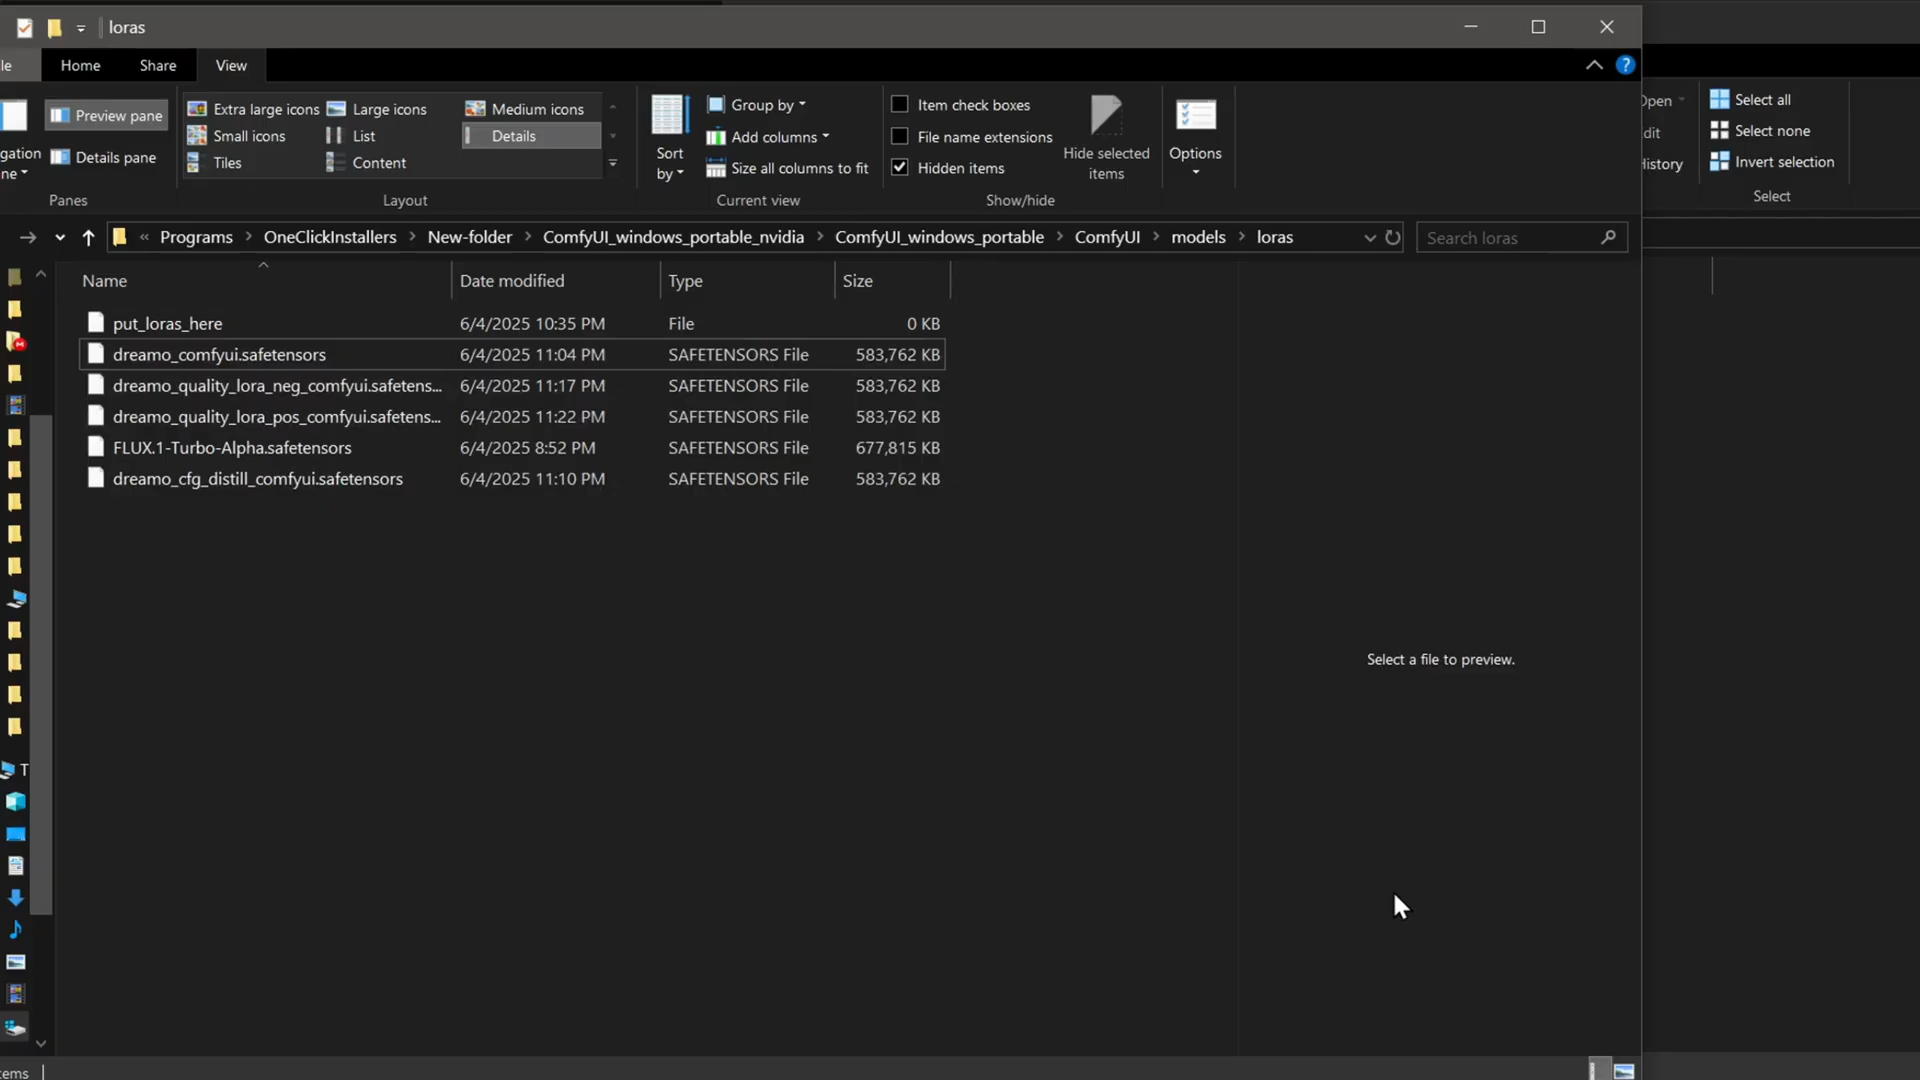 loras
le Home Share View
Preview pane
Details pane
gation
ne
Panes
Extra large icons Large icons Medium icons
Small icons List Details
Tiles Content
Layout
Sort
by
Group by
Add columns
Size all columns to fit
Current view
Item check boxes
File name extensions
Hidden items
Hide selected
items
Show/hide
Options
Open
dit
History
Select all
Select none
Invert selection
Select
« Programs > OneClickInstallers > New-folder > ComfyUI_windows_portable_nvidia > ComfyUI_windows_portable > ComfyUI > models > loras
Search loras
Name Date modified Type Size
put_loras_here 6/4/2025 10:35 PM File 0 KB
dreamo_comfyui.safetensors 6/4/2025 11:04 PM SAFETENSORS File 583,762 KB
dreamo_quality_lora_neg_comfyui.safetens... 6/4/2025 11:17 PM SAFETENSORS File 583,762 KB
dreamo_quality_lora_pos_comfyui.safetens... 6/4/2025 11:22 PM SAFETENSORS File 583,762 KB
FLUX.1-Turbo-Alpha.safetensors 6/4/2025 8:52 PM SAFETENSORS File 677,815 KB
dreamo_cfg_distill_comfyui.safetensors 6/4/2025 11:10 PM SAFETENSORS File 583,762 KB
Select a file to preview.
T
tems